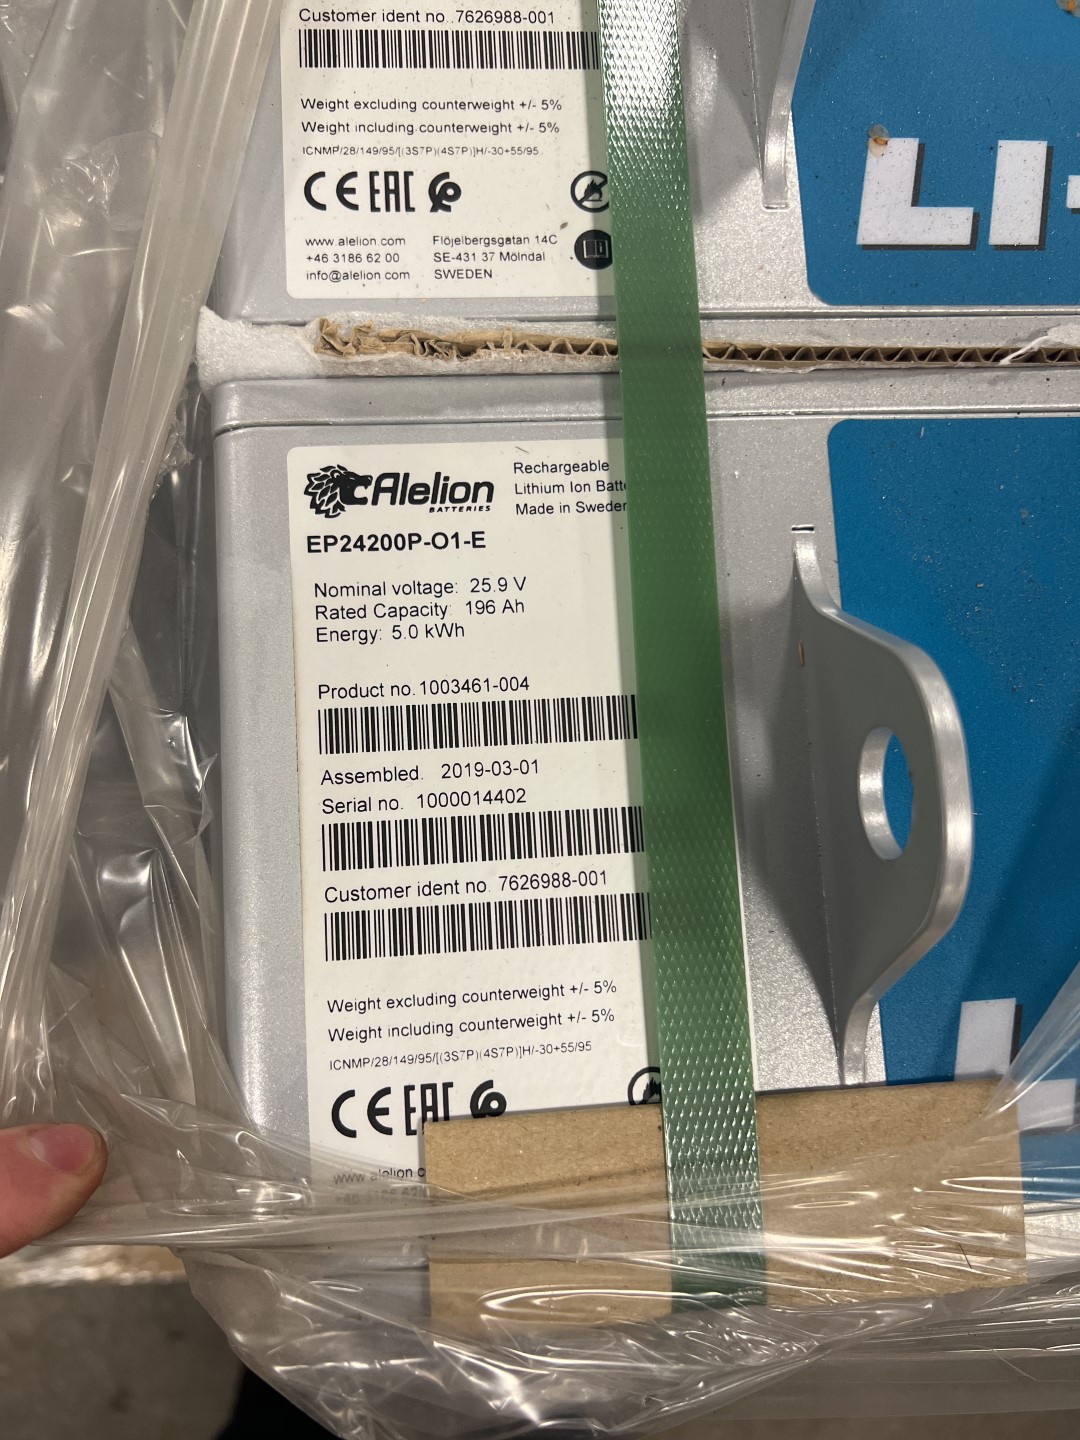 Customer ident no. 7626988-001
Weight excluding counterweight +/- 5%
Weight including counterweight +/- 5%
ICNMP/28/149/95/[(3S7P)(4S7P)]H/-30+55/95
CE EAC
www.alelion.com
+46 3186 62 00
info@alelion.com
Flöjelbergsgatan 14C
SE-431 37 Mölndal
SWEDEN
LI-
Alelion
BATTERIES
Rechargeable
Lithium Ion Batt
Made in Sweden
EP24200P-O1-E
Nominal voltage: 25.9 V
Rated Capacity: 196 Ah
Energy: 5.0 kWh
Product no. 1003461-004
Assembled. 2019-03-01
Serial no. 1000014402
Customer ident no. 7626988-001
Weight excluding counterweight +/- 5%
Weight including counterweight +/- 5%
ICNMP/28/149/95/[(3S7P)(4S7P)]H/-30+55/95
CE EAC
www.alelion.c